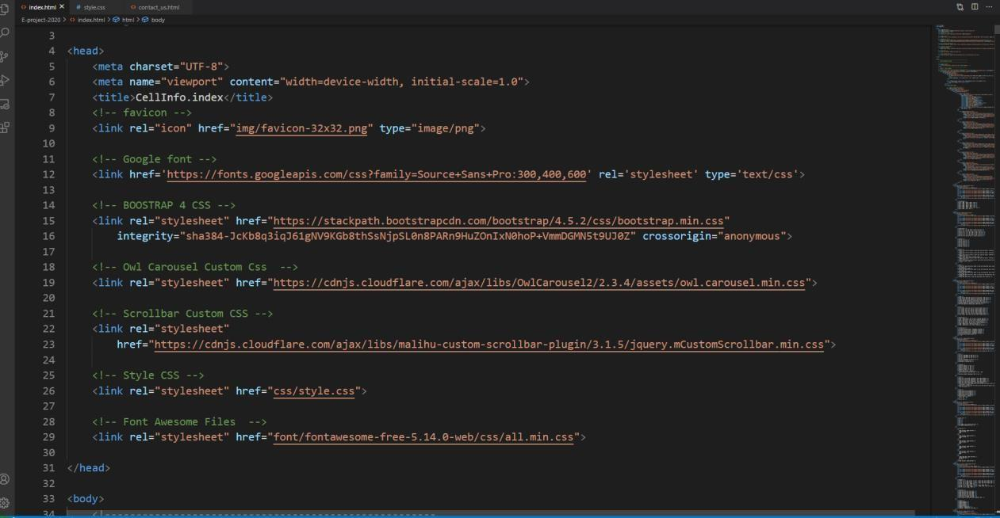 index.html
style.css
contact_us.html
E-project-2020 > index.html > html > body
3
4 <head>
5 <meta charset="UTF-8">
6 <meta name="viewport" content="width=device-width, initial-scale=1.0">
7 <title>CellInfo.index</title>
8 <!-- favicon -->
9 <link rel="icon" href="img/favicon-32x32.png" type="image/png">
10
11 <!-- Google font -->
12 <link href='https://fonts.googleapis.com/css?family=Source+Sans+Pro:300,400,600' rel='stylesheet' type='text/css'>
13
14 <!-- BOOSTRAP 4 CSS -->
15 <link rel="stylesheet" href="https://stackpath.bootstrapcdn.com/bootstrap/4.5.2/css/bootstrap.min.css"
16 integrity="sha384-JcKb8q3iqJ61gNV9KGb8thSsNjpSL0n8PARn9HuZOnIxN0hoP+VmmDGMN5t9UJ0Z" crossorigin="anonymous">
17
18 <!-- Owl Carousel Custom Css  -->
19 <link rel="stylesheet" href="https://cdnjs.cloudflare.com/ajax/libs/OwlCarousel2/2.3.4/assets/owl.carousel.min.css">
20
21 <!-- Scrollbar Custom CSS -->
22 <link rel="stylesheet"
23 href="https://cdnjs.cloudflare.com/ajax/libs/malihu-custom-scrollbar-plugin/3.1.5/jquery.mCustomScrollbar.min.css">
24
25 <!-- Style CSS -->
26 <link rel="stylesheet" href="css/style.css">
27
28 <!-- Font Awesome Files  -->
29 <link rel="stylesheet" href="font/fontawesome-free-5.14.0-web/css/all.min.css">
30
31 </head>
32
33 <body>
34